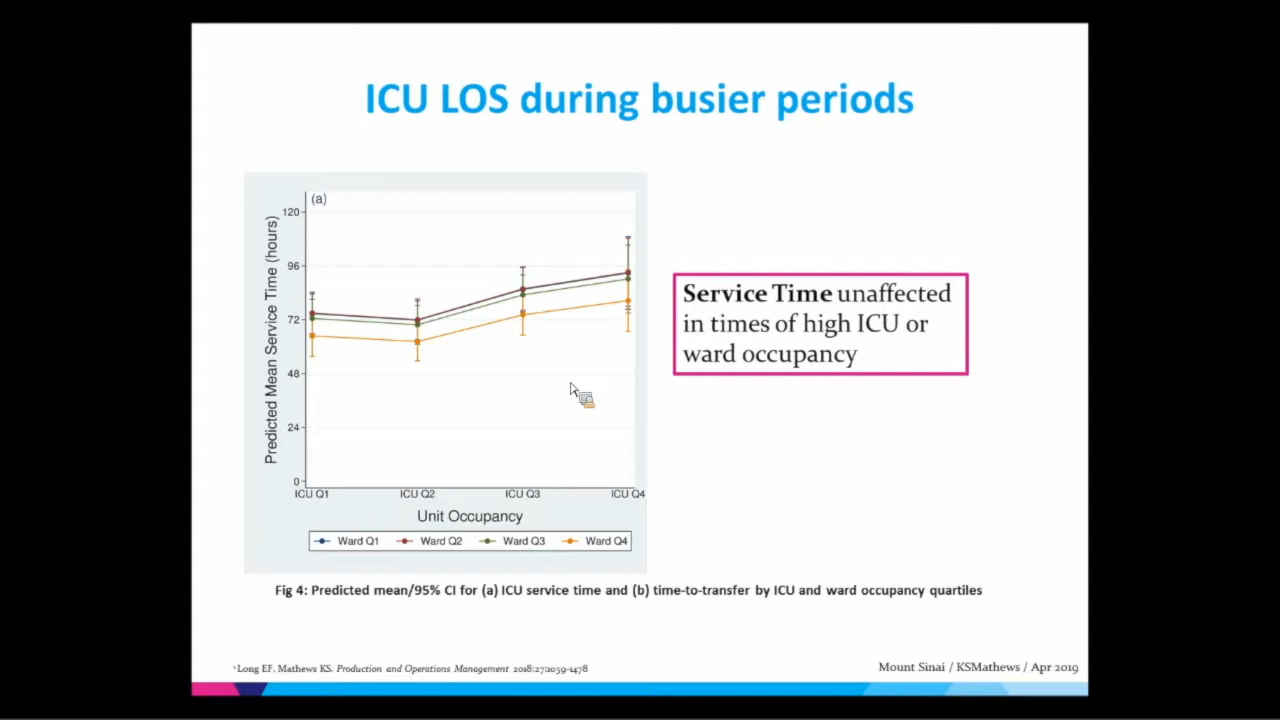 ICU LOS during busier periods
(a)
Predicted Mean Service Time (hours)
120
96
72
48
24
0
ICU Q1 ICU Q2 ICU Q3 ICU Q4
Unit Occupancy
Ward Q1 Ward Q2 Ward Q3 Ward Q4
Service Time unaffected
in times of high ICU or
ward occupancy
Fig 4: Predicted mean/95% CI for (a) ICU service time and (b) time-to-transfer by ICU and ward occupancy quartiles
¹Long EF, Mathews KS. Production and Operations Management 2018;27:1059-1478
Mount Sinai / KSMathews / Apr 2019